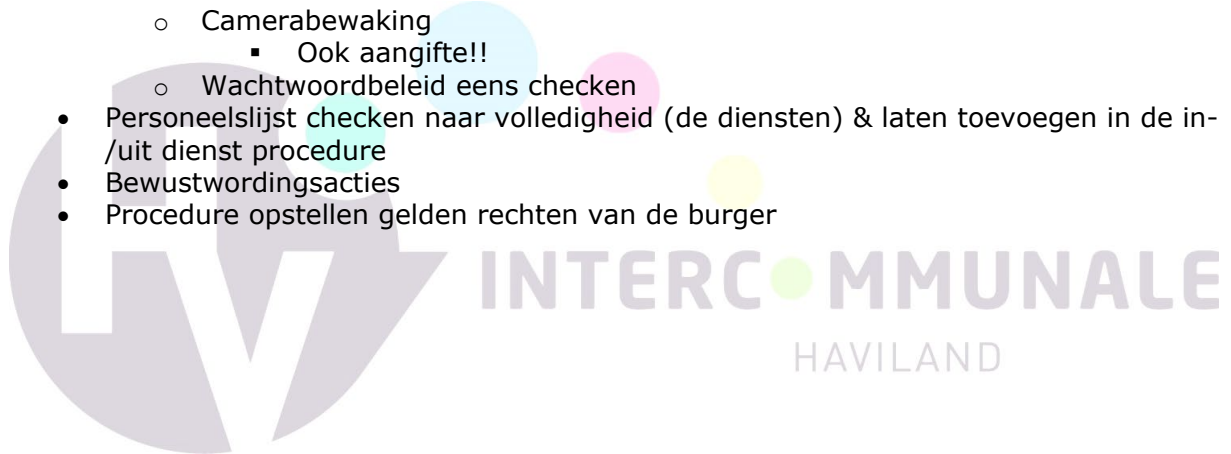 o Camerabewaking
▪ Ook aangifte!!
o Wachtwoordbeleid eens checken
• Personeelslijst checken naar volledigheid (de diensten) & laten toevoegen in de in-
/uit dienst procedure
• Bewustwordingsacties
• Procedure opstellen gelden rechten van de burger
HV
INTERCOMMUNALE
HAVILAND